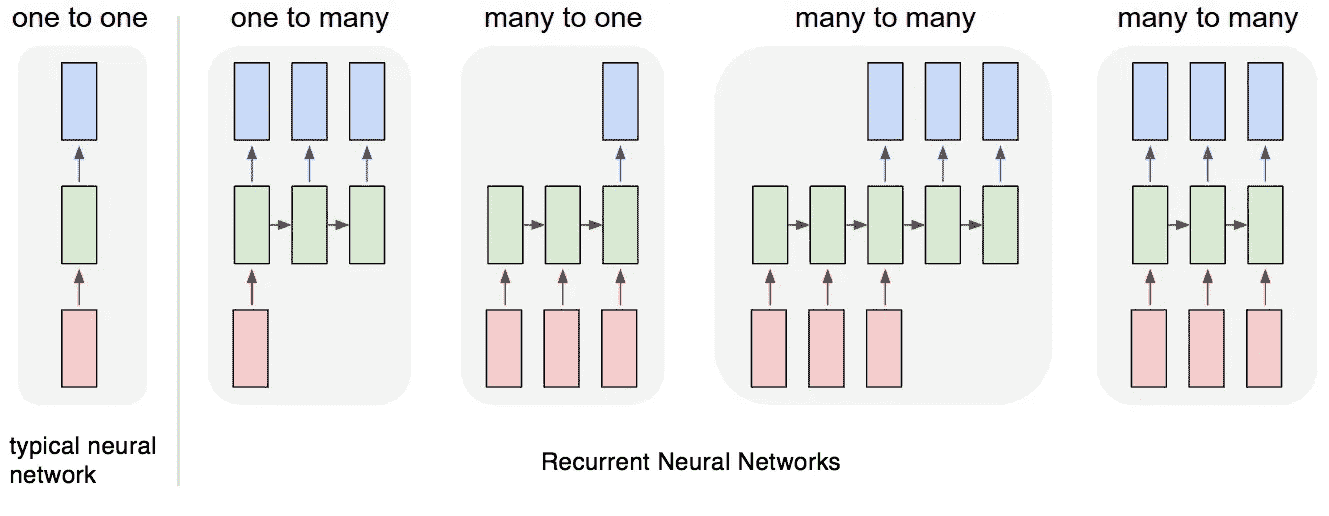 one to one
one to many
many to one
many to many
many to many
typical neural
network
Recurrent Neural Networks